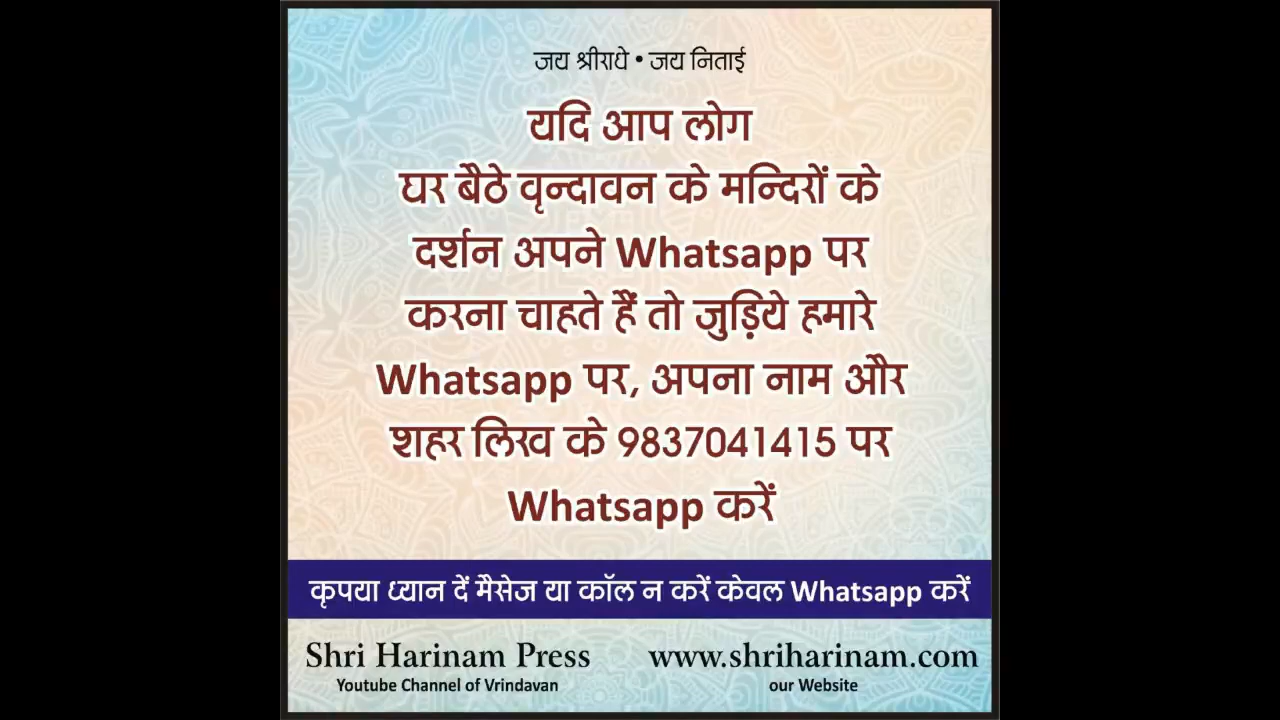 जय श्रीराधे • जय निताई
यदि आप लोग
घर बैठे वृन्दावन के मन्दिरों के
दर्शन अपने Whatsapp पर
करना चाहते हैं तो जुड़िये हमारे
Whatsapp पर, अपना नाम और
शहर लिख के 9837041415 पर
Whatsapp करें
कृपया ध्यान दें मैसेज या कॉल न करें केवल Whatsapp करें
Shri Harinam Press www.shriharinam.com
Youtube Channel of Vrindavan our Website